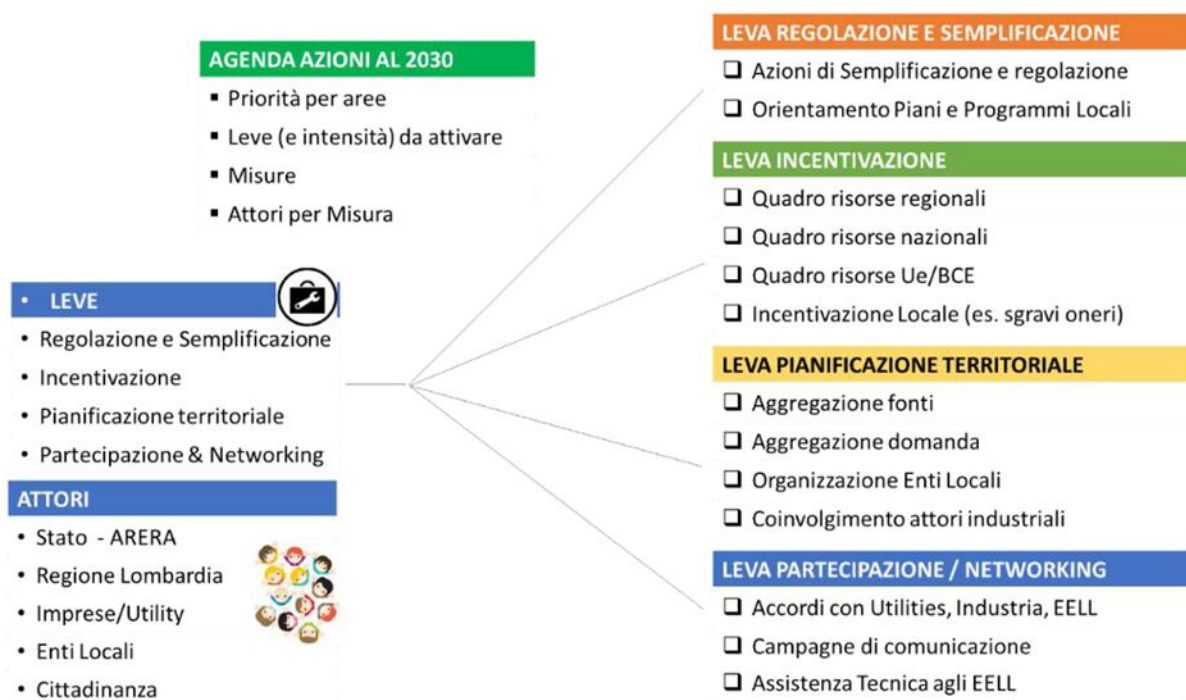 AGENDA AZIONI AL 2030
▪ Priorità per aree
▪ Leve (e intensità) da attivare
▪ Misure
▪ Attori per Misura
• LEVE
• Regolazione e Semplificazione
• Incentivazione
• Pianificazione territoriale
• Partecipazione & Networking
ATTORI
• Stato - ARERA
• Regione Lombardia
• Imprese/Utility
• Enti Locali
• Cittadinanza
LEVA REGOLAZIONE E SEMPLIFICAZIONE
❑ Azioni di Semplificazione e regolazione
❑ Orientamento Piani e Programmi Locali
LEVA INCENTIVAZIONE
❑ Quadro risorse regionali
❑ Quadro risorse nazionali
❑ Quadro risorse Ue/BCE
❑ Incentivazione Locale (es. sgravi oneri)
LEVA PIANIFICAZIONE TERRITORIALE
❑ Aggregazione fonti
❑ Aggregazione domanda
❑ Organizzazione Enti Locali
❑ Coinvolgimento attori industriali
LEVA PARTECIPAZIONE / NETWORKING
❑ Accordi con Utilities, Industria, EELL
❑ Campagne di comunicazione
❑ Assistenza Tecnica agli EELL